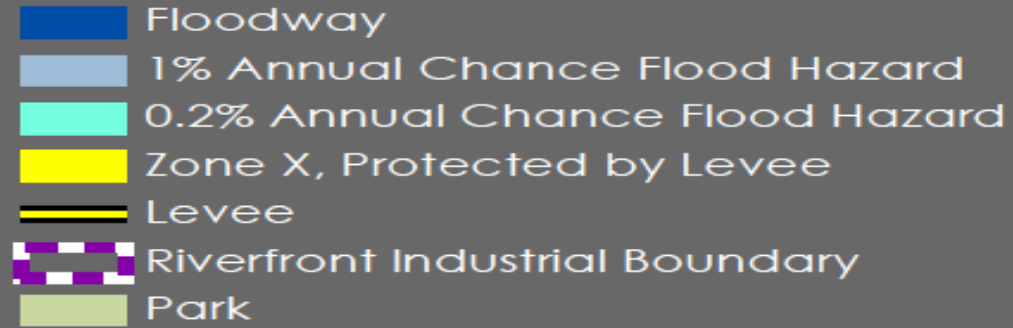 Floodway
1% Annual Chance Flood Hazard
0.2% Annual Chance Flood Hazard
Zone X, Protected by Levee
Levee
Riverfront Industrial Boundary
Park